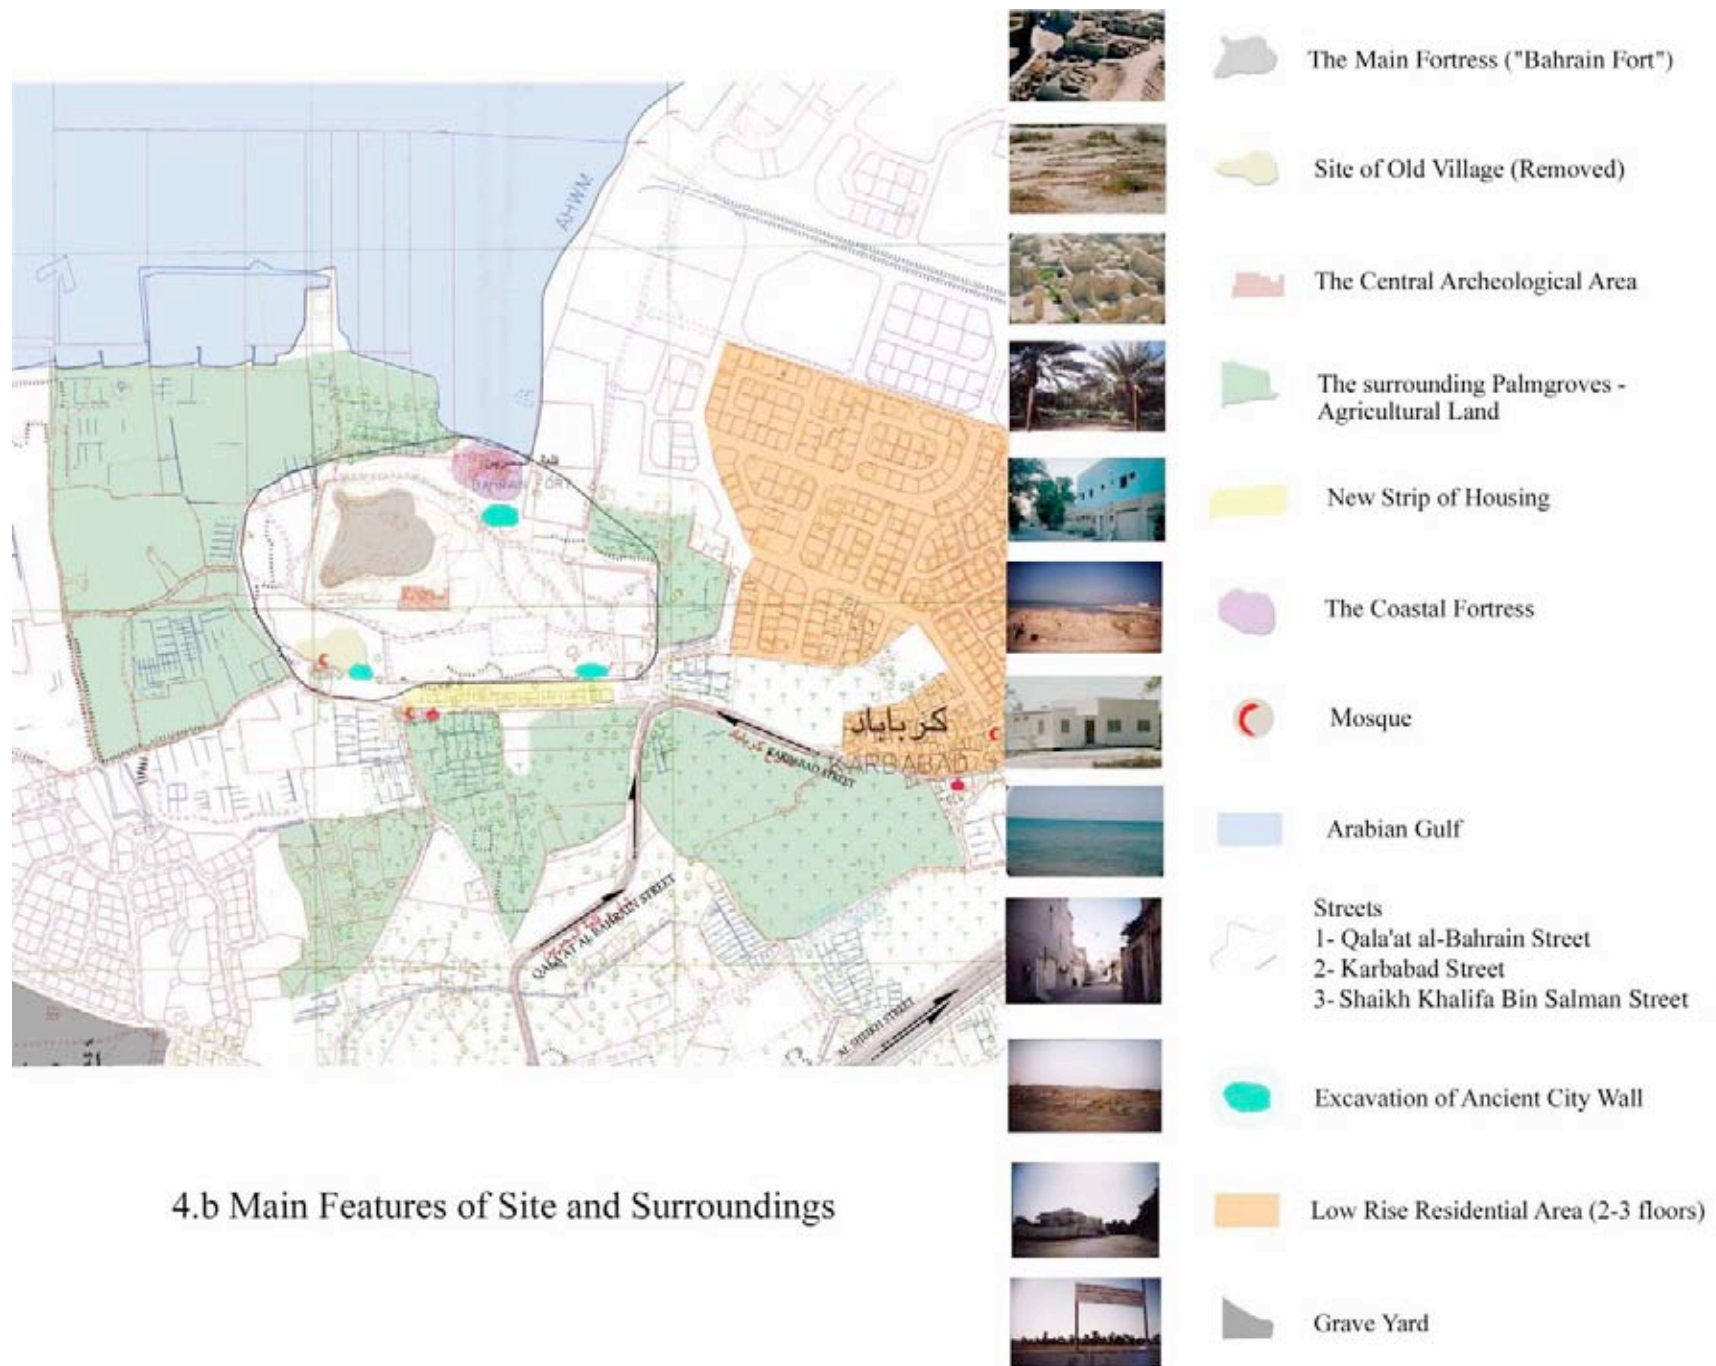 AHWM
BAHRAIN FORT
كرباباد
KARBABAD
KARBABAD STREET
QALA'AT AL BAHRAIN STREET
AL SHEIKH STREET
4.b Main Features of Site and Surroundings
The Main Fortress ("Bahrain Fort")
Site of Old Village (Removed)
The Central Archeological Area
The surrounding Palmgroves -
Agricultural Land
New Strip of Housing
The Coastal Fortress
Mosque
Arabian Gulf
Streets
1- Qala'at al-Bahrain Street
2- Karbabad Street
3- Shaikh Khalifa Bin Salman Street
Excavation of Ancient City Wall
Low Rise Residential Area (2-3 floors)
Grave Yard